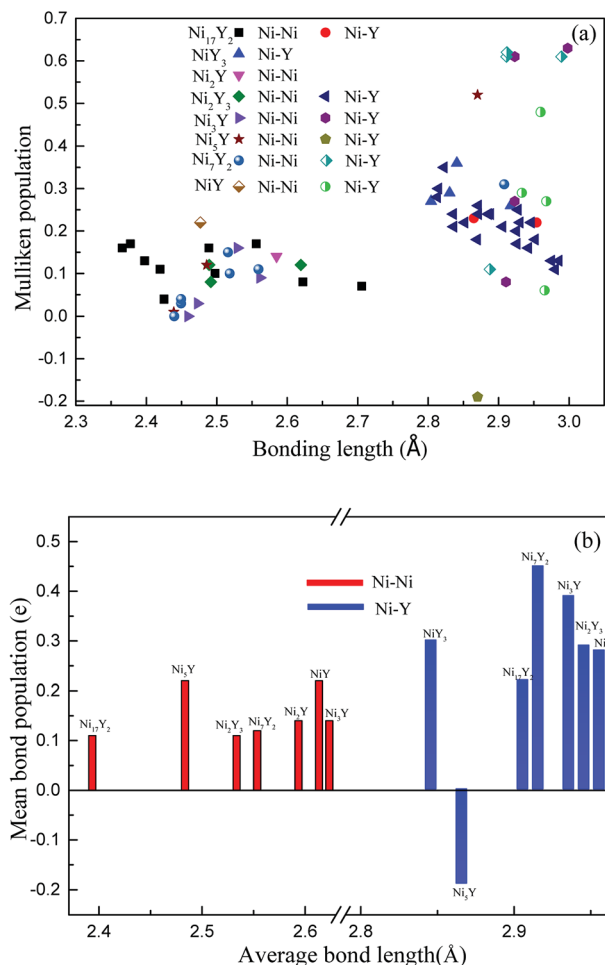 (a)
Ni17Y2 Ni-Ni Ni-Y
NiY3 Ni-Y
Ni2Y Ni-Ni
Ni2Y3 Ni-Ni Ni-Y
Ni3Y Ni-Ni Ni-Y
Ni5Y Ni-Ni Ni-Y
Ni7Y2 Ni-Ni Ni-Y
NiY Ni-Ni Ni-Y
Mulliken population
0.7
0.6
0.5
0.4
0.3
0.2
0.1
0.0
-0.1
-0.2
2.3 2.4 2.5 2.6 2.7 2.8 2.9 3.0
Bonding length (Å)
(b)
Ni-Ni
Ni-Y
Mean bond population (e)
0.5
0.4
0.3
0.2
0.1
0.0
-0.1
-0.2
Ni17Y2
Ni5Y
Ni2Y3
Ni7Y2
Ni2Y
NiY
Ni3Y
NiY3
Ni5Y
Ni17Y2
Ni7Y2
Ni3Y
Ni2Y3
Ni
2.4 2.5 2.6 2.8 2.9
Average bond length(Å)